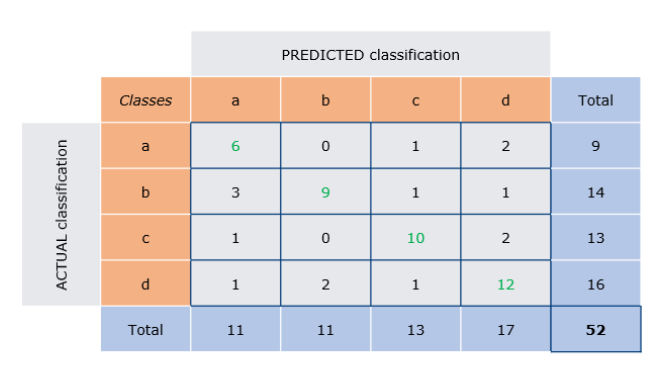 PREDICTED classification
Classes a b c d Total
ACTUAL classification
a 6 0 1 2 9
b 3 9 1 1 14
c 1 0 10 2 13
d 1 2 1 12 16
Total 11 11 13 17 52